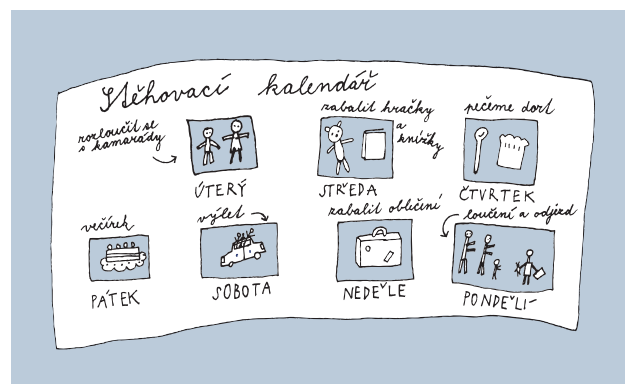 Stěhovací kalendář
rozloučit se
s kamarády
ÚTERÝ
zabalit hračky
a
knížky
STŘEDA
pečeme dort
ČTVRTEK
večírek
PÁTEK
výlet
SOBOTA
zabalit oblečení
NEDĚLE
loučení a odjezd
PONDĚLÍ